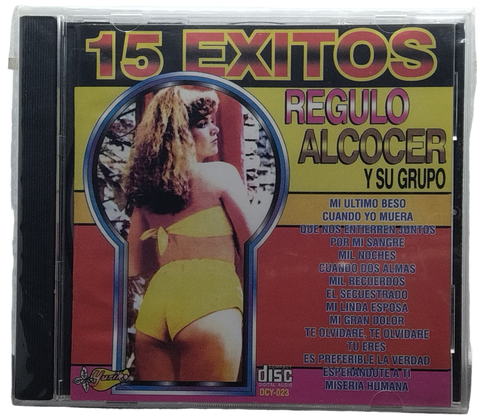 15 EXITOS
REGULO
ALCOCER
Y SU GRUPO
MI ULTIMO BESO
CUANDO YO MUERA
QUE NOS ENTIERREN JUNTOS
POR MI SANGRE
MIL NOCHES
CUANDO DOS ALMAS
MIL RECUERDOS
EL SECUESTRADO
MI LINDA ESPOSA
MI GRAN DOLOR
TE OLVIDARE, TE OLVIDARE
TU ERES
ES PREFERIBLE LA VERDAD
ESPERANDOTE A TI
MISERIA HUMANA
disc
DIGITAL AUDIO
DCY-023